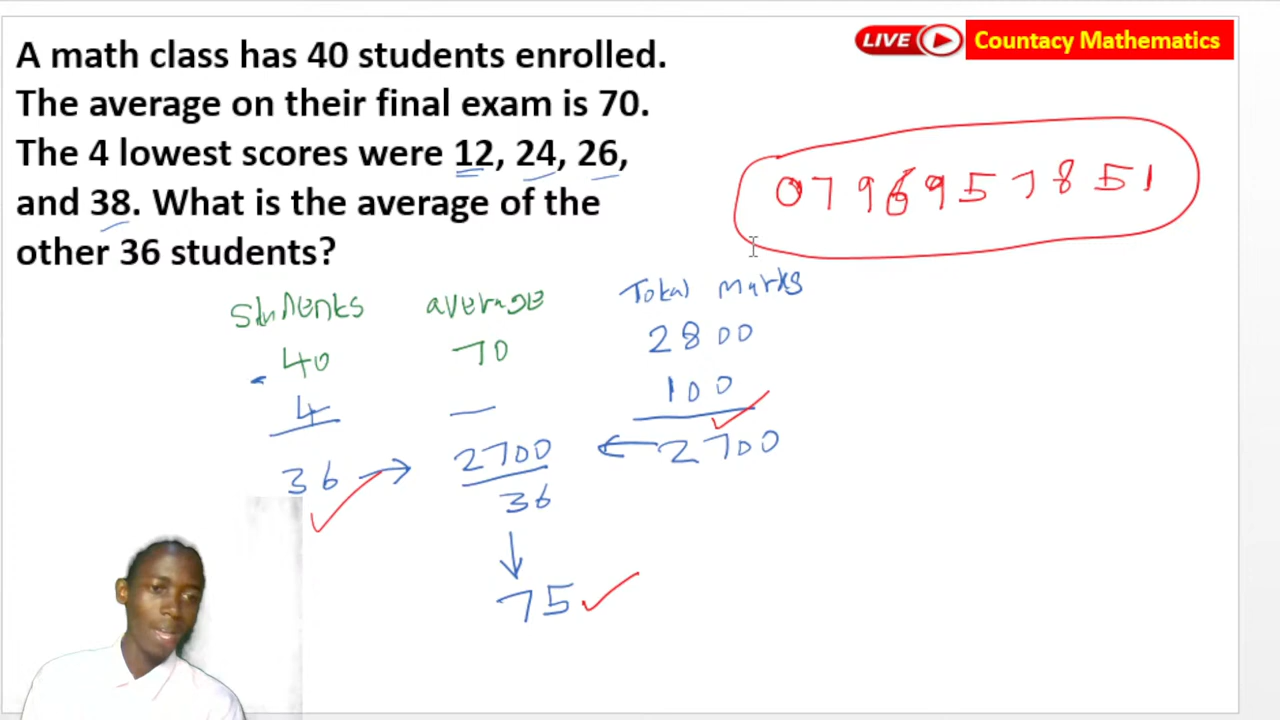 A math class has 40 students enrolled.
The average on their final exam is 70.
The 4 lowest scores were 12, 24, 26,
and 38. What is the average of the
other 36 students?
LIVE
Countacy Mathematics
0796957851
Students average Total marks
40 70 2800
- 4 — 100
36 → 2700 ← 2700
36
↓
75 ✓